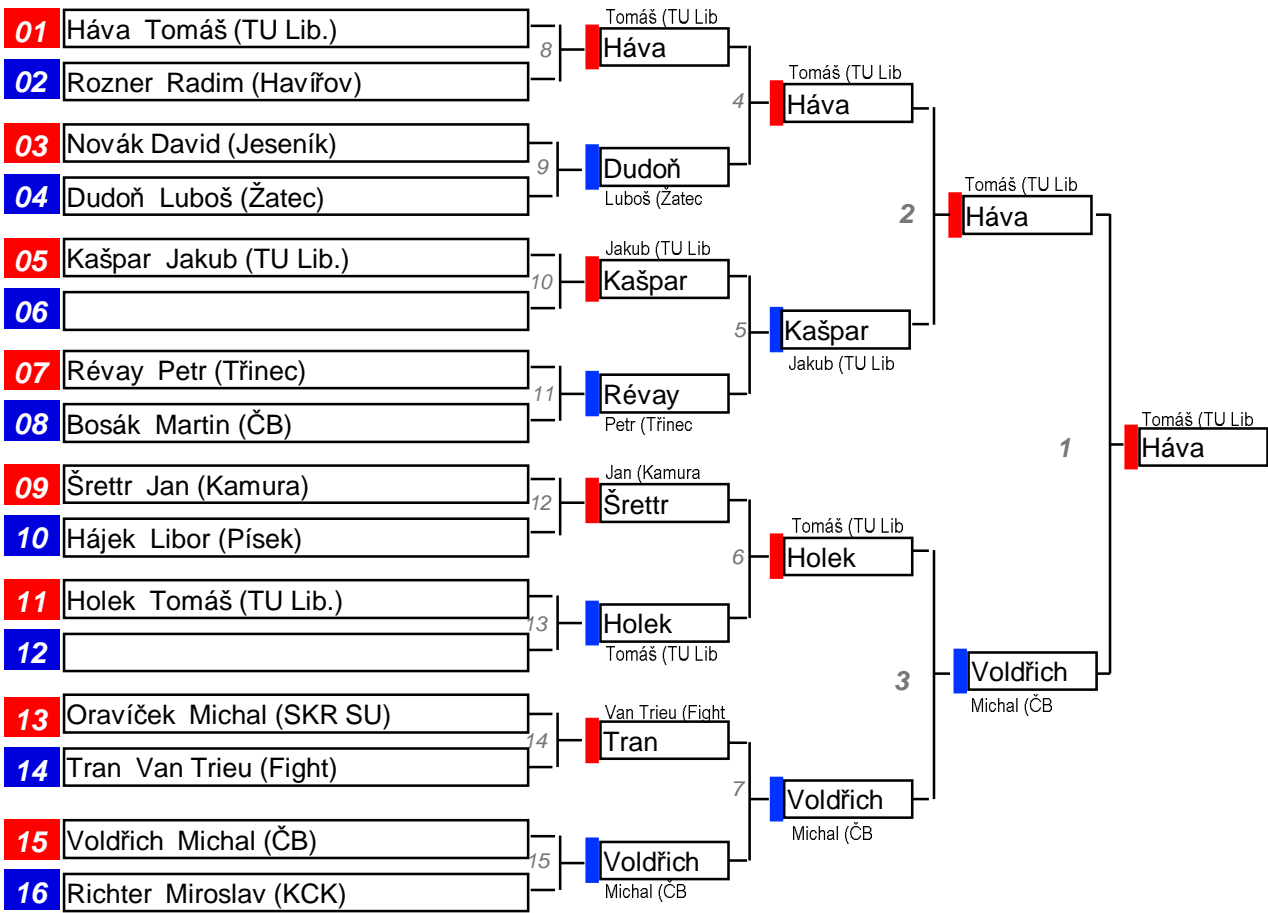 01 Háva Tomáš (TU Lib.)
02 Rozner Radim (Havířov)
03 Novák David (Jeseník)
04 Dudoň Luboš (Žatec)
05 Kašpar Jakub (TU Lib.)
06
07 Révay Petr (Třinec)
08 Bosák Martin (ČB)
09 Šrettr Jan (Kamura)
10 Hájek Libor (Písek)
11 Holek Tomáš (TU Lib.)
12
13 Oravíček Michal (SKR SU)
14 Tran Van Trieu (Fight)
15 Voldřich Michal (ČB)
16 Richter Miroslav (KCK)
8
9
10
11
12
13
14
15
Tomáš (TU Lib
Háva
Dudoň
Luboš (Žatec
Jakub (TU Lib
Kašpar
Révay
Petr (Třinec
Jan (Kamura
Šrettr
Holek
Tomáš (TU Lib
Van Trieu (Fight
Tran
Voldřich
Michal (ČB
4
5
6
7
Tomáš (TU Lib
Háva
Kašpar
Jakub (TU Lib
Tomáš (TU Lib
Holek
Voldřich
Michal (ČB
2
3
Tomáš (TU Lib
Háva
Voldřich
Michal (ČB
1
Tomáš (TU Lib
Háva